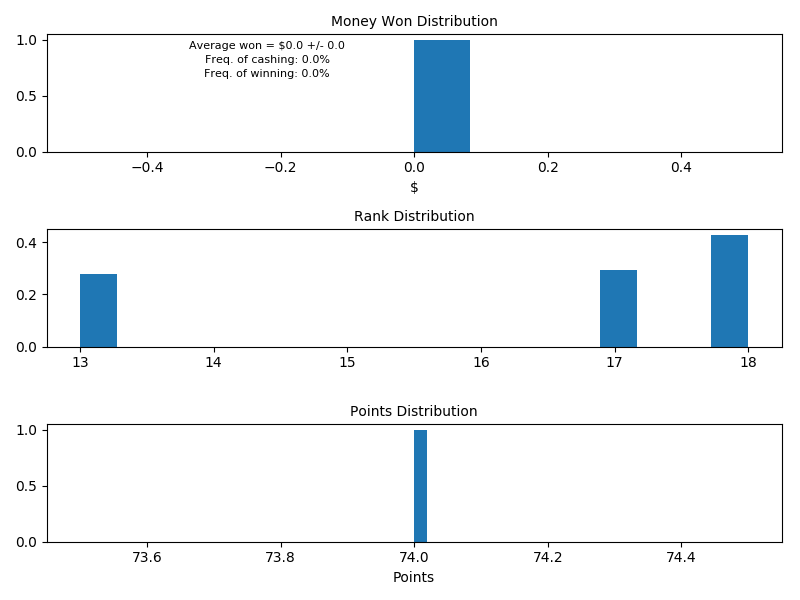 Money Won Distribution
1.0
0.5
0.0
Average won = $0.0 +/- 0.0
Freq. of cashing: 0.0%
Freq. of winning: 0.0%
−0.4 −0.2 0.0 0.2 0.4
$
Rank Distribution
0.4
0.2
0.0
13 14 15 16 17 18
Points Distribution
1.0
0.5
0.0
73.6 73.8 74.0 74.2 74.4
Points